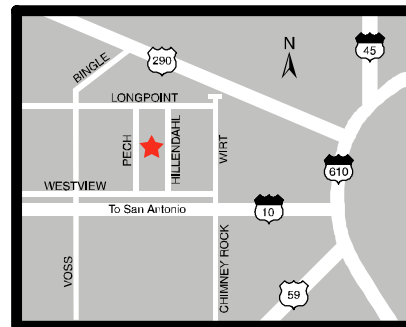 N
45
BINGLE
290
LONGPOINT
PECH
HILLENDAHL
WIRT
610
WESTVIEW
To San Antonio
10
VOSS
CHIMNEY ROCK
59